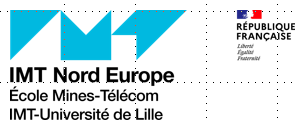 IMT Nord Europe
École Mines-Télécom
IMT-Université de Lille
RÉPUBLIQUE
FRANÇAISE
Liberté
Égalité
Fraternité